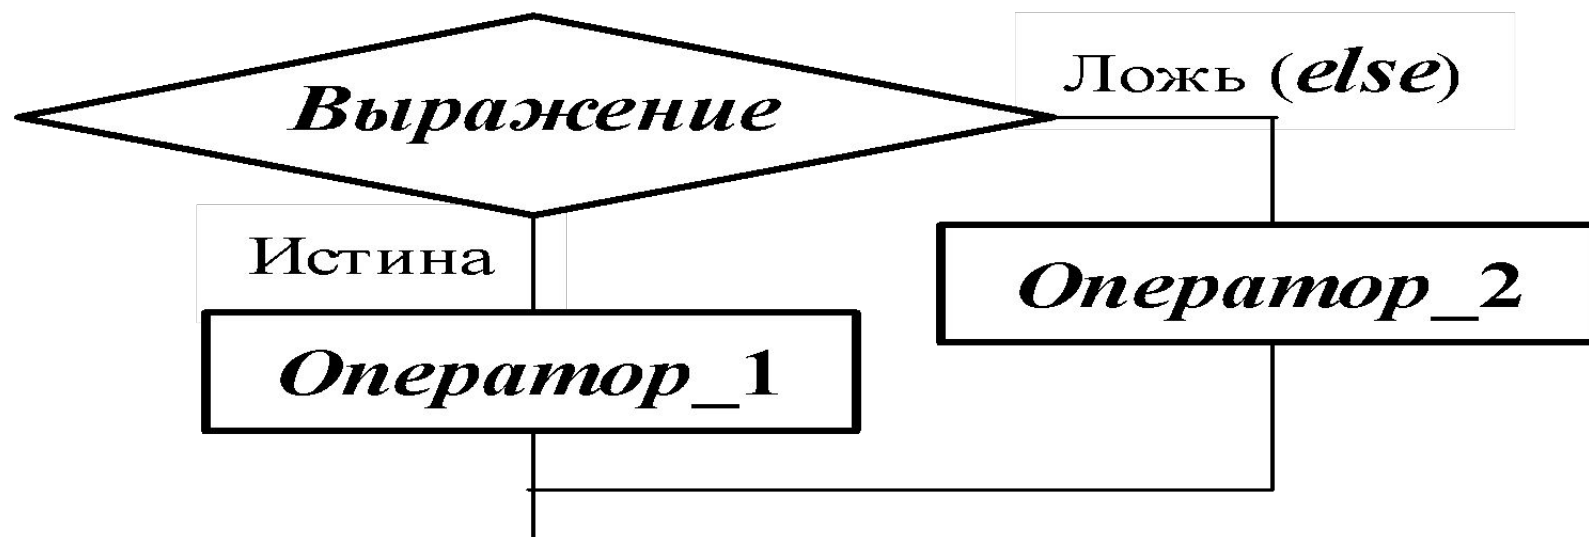 Выражение
Ложь (else)
Истина
Оператор_2
Оператор_1